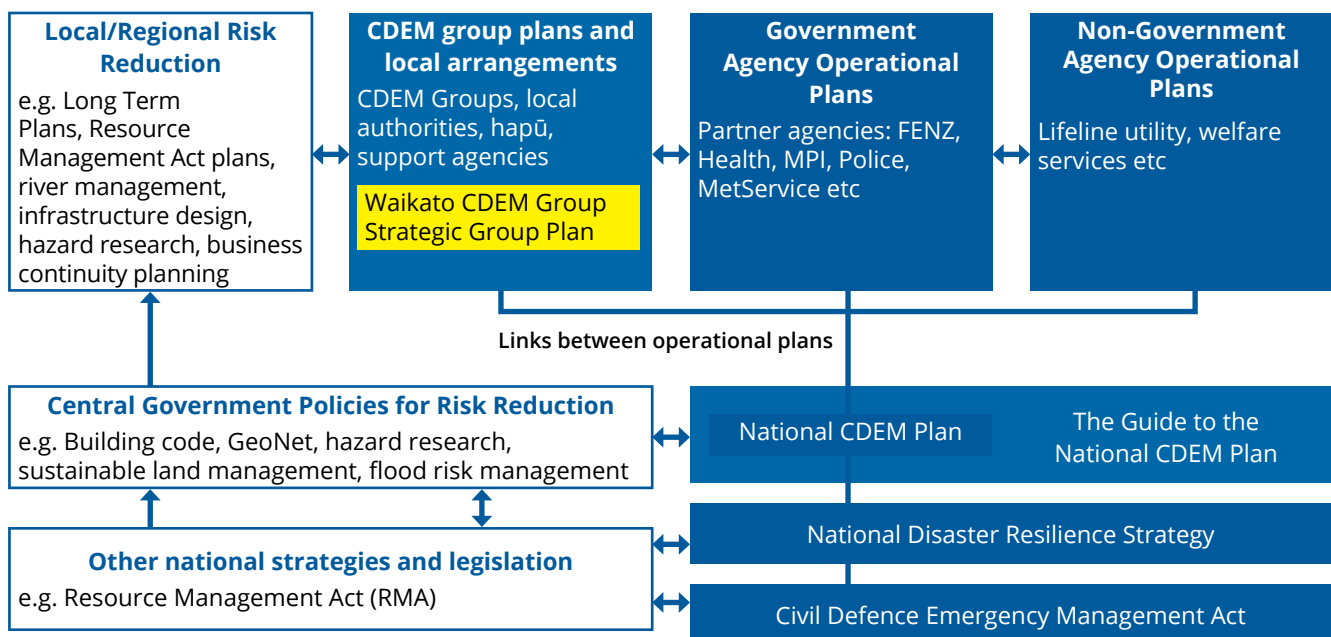 Local/Regional Risk
Reduction
e.g. Long Term
Plans, Resource
Management Act plans,
river management,
infrastructure design,
hazard research, business
continuity planning
CDEM group plans and
local arrangements
CDEM Groups, local
authorities, hapū,
support agencies
Waikato CDEM Group
Strategic Group Plan
Government
Agency Operational
Plans
Partner agencies: FENZ,
Health, MPI, Police,
MetService etc
Non-Government
Agency Operational
Plans
Lifeline utility, welfare
services etc
Links between operational plans
Central Government Policies for Risk Reduction
e.g. Building code, GeoNet, hazard research,
sustainable land management, flood risk management
National CDEM Plan
The Guide to the
National CDEM Plan
Other national strategies and legislation
e.g. Resource Management Act (RMA)
National Disaster Resilience Strategy
Civil Defence Emergency Management Act